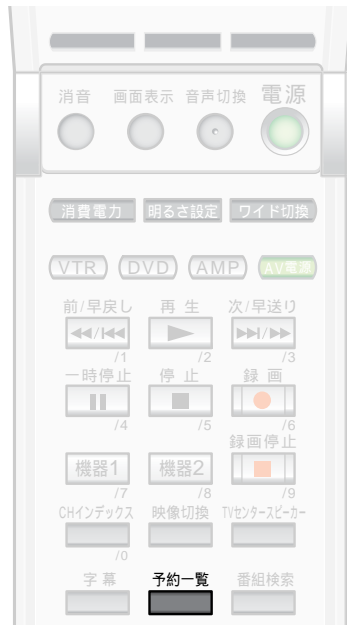 消音 画面表示 音声切換 電源
消費電力 明るさ設定 ワイド切換
VTR DVD AMP AV電源
前/早戻し 再生 次/早送り
/1 /2 /3
一時停止 停止 録画
/4 /5 /6
録画停止
機器1 機器2
/7 /8 /9
CHインデックス 映像切換 TVセンタースピーカー
/0
字幕 予約一覧 番組検索